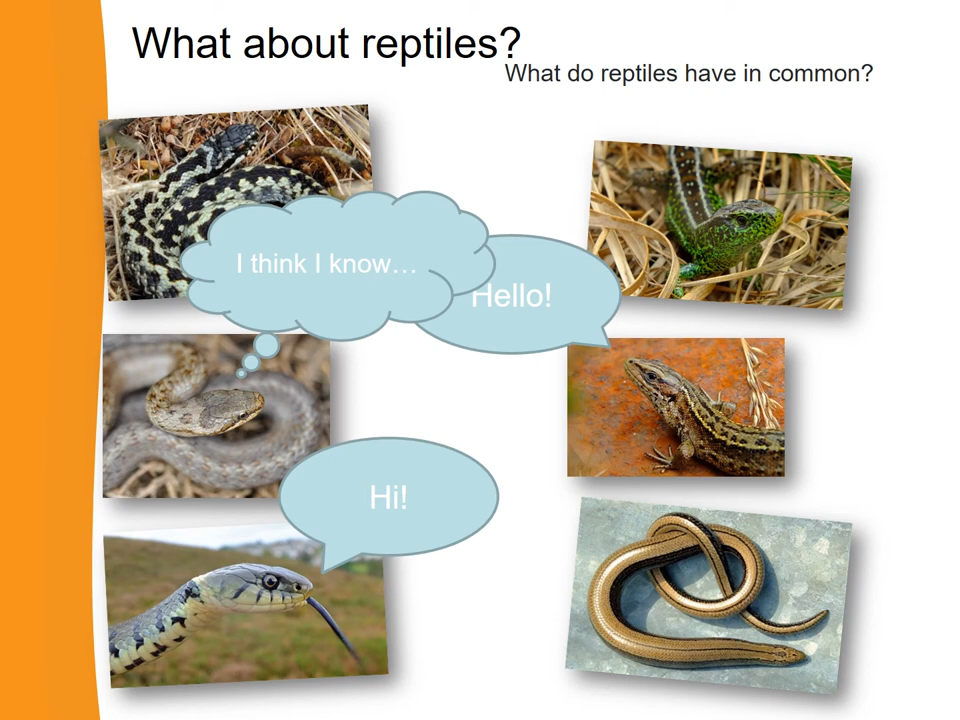 What about reptiles?
What do reptiles have in common?
I think I know…
Hello!
Hi!